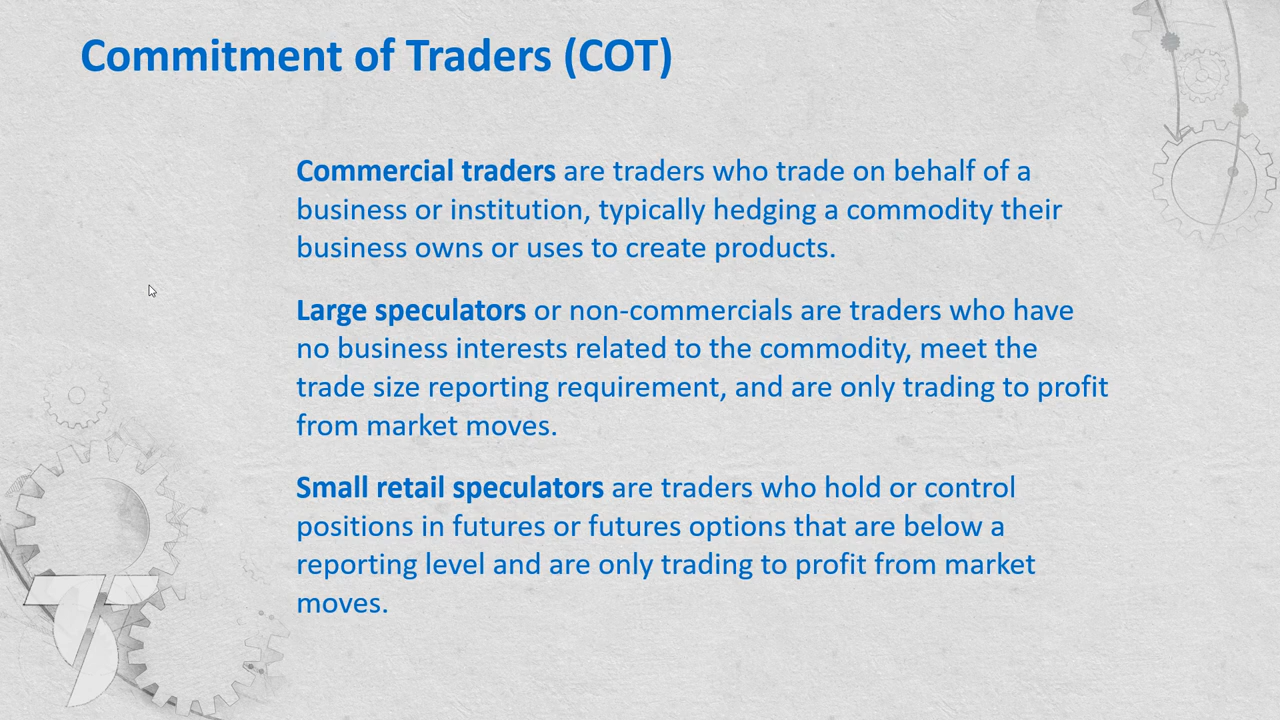 Commitment of Traders (COT)
Commercial traders are traders who trade on behalf of a
business or institution, typically hedging a commodity their
business owns or uses to create products.
Large speculators or non-commercials are traders who have
no business interests related to the commodity, meet the
trade size reporting requirement, and are only trading to profit
from market moves.
Small retail speculators are traders who hold or control
positions in futures or futures options that are below a
reporting level and are only trading to profit from market
moves.